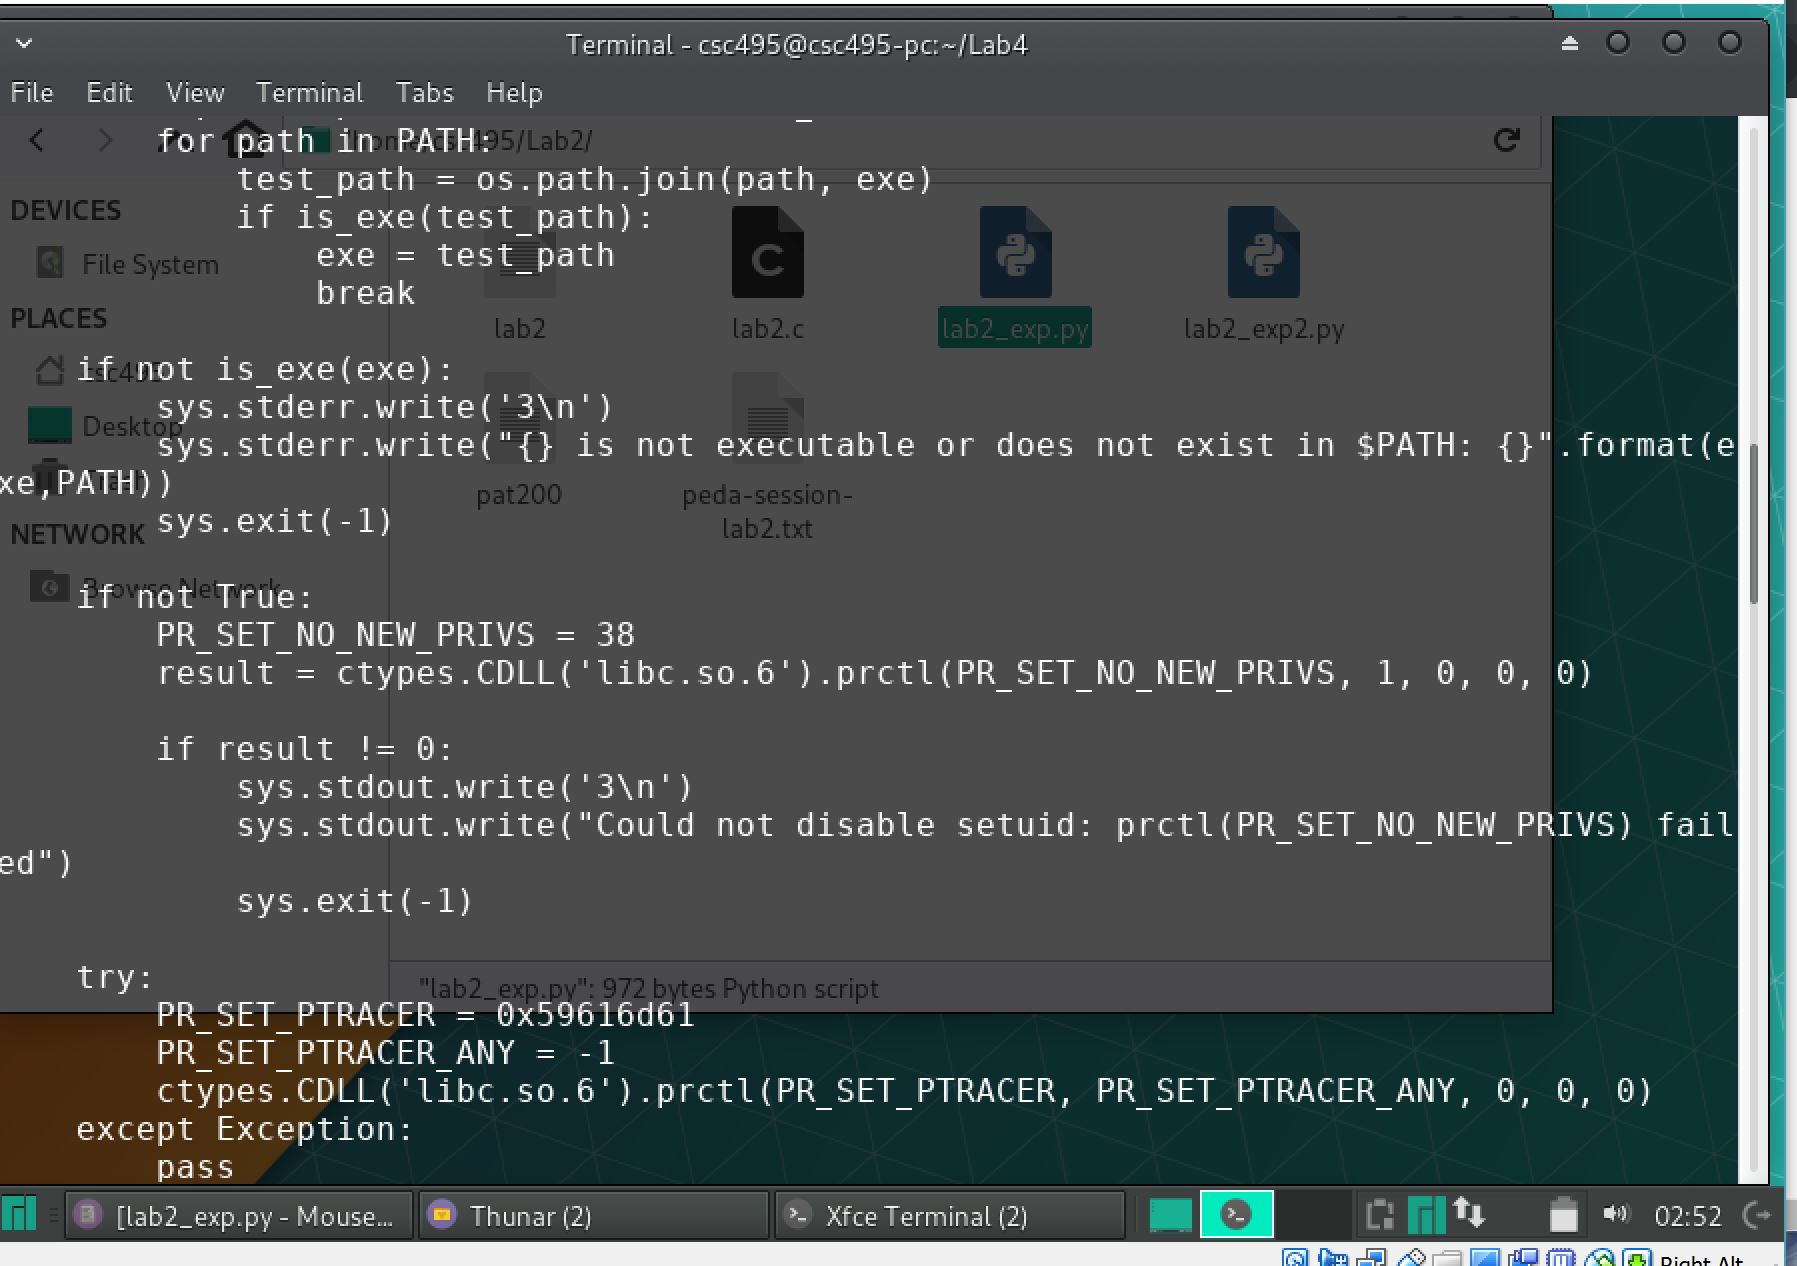 Terminal - csc495@csc495-pc:~/Lab4
File Edit View Terminal Tabs Help
for path in PATH:
test_path = os.path.join(path, exe)
if is_exe(test_path):
exe = test_path
break
if not is_exe(exe):
sys.stderr.write('3\n')
sys.stderr.write("{} is not executable or does not exist in $PATH: {}".format(e
xe,PATH))
sys.exit(-1)
if not True:
PR_SET_NO_NEW_PRIVS = 38
result = ctypes.CDLL('libc.so.6').prctl(PR_SET_NO_NEW_PRIVS, 1, 0, 0, 0)
if result != 0:
sys.stdout.write('3\n')
sys.stdout.write("Could not disable setuid: prctl(PR_SET_NO_NEW_PRIVS) fail
ed")
sys.exit(-1)
try:
PR_SET_PTRACER = 0x59616d61
PR_SET_PTRACER_ANY = -1
ctypes.CDLL('libc.so.6').prctl(PR_SET_PTRACER, PR_SET_PTRACER_ANY, 0, 0, 0)
except Exception:
pass
/home/csc495/Lab2/
DEVICES
File System
PLACES
csc495
Desktop
NETWORK
Browse Network
lab2
lab2.c
lab2_exp.py
lab2_exp2.py
pat200
peda-session-
lab2.txt
"lab2_exp.py": 972 bytes Python script
[lab2_exp.py - Mouse...
Thunar (2)
Xfce Terminal (2)
02:52
Right Alt